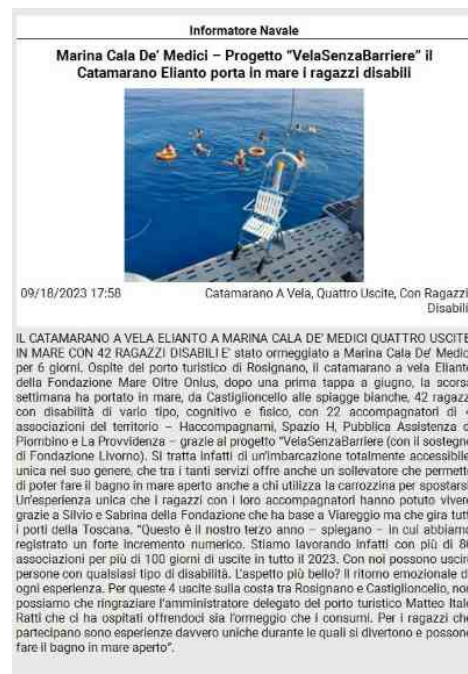 Informatore Navale
Marina Cala De' Medici – Progetto "VelaSenzaBarriere" il
Catamarano Elianto porta in mare i ragazzi disabili
09/18/2023 17:58
Catamarano A Vela, Quattro Uscite, Con Ragazzi
Disabili
IL CATAMARANO A VELA ELIANTO A MARINA CALA DE' MEDICI QUATTRO USCITE
IN MARE CON 42 RAGAZZI DISABILI E' stato ormeggiato a Marina Cala De' Medici
per 6 giorni. Ospite del porto turistico di Rosignano, il catamarano a vela Elianto
della Fondazione Mare Oltre Onlus, dopo una prima tappa a giugno, la scorsa
settimana ha portato in mare, da Castiglioncello alle spiagge bianche, 42 ragazzi
con disabilità di vario tipo, cognitivo e fisico, con 22 accompagnatori di
associazioni del territorio – Haccompagnami, Spazio H, Pubblica Assistenza di
Piombino e La Provvidenza – grazie al progetto "VelaSenzaBarriere (con il sostegno
di Fondazione Livorno). Si tratta infatti di un'imbarcazione totalmente accessibile,
unica nel suo genere, che tra i tanti servizi offre anche un sollevatore che permette
di poter fare il bagno in mare aperto anche a chi utilizza la carrozzina per spostarsi.
Un'esperienza unica che i ragazzi con i loro accompagnatori hanno potuto vivere
grazie a Silvio e Sabrina della Fondazione che ha base a Viareggio ma che gira tutti
i porti della Toscana. "Questo è il nostro terzo anno – spiegano – in cui abbiamo
registrato un forte incremento numerico. Stiamo lavorando infatti con più di 80
associazioni per più di 100 giorni di uscite in tutto il 2023. Con noi possono uscire
persone con qualsiasi tipo di disabilità. L'aspetto più bello? Il ritorno emozionale di
ogni esperienza. Per queste 4 uscite sulla costa tra Rosignano e Castiglioncello, non
possiamo che ringraziare l'amministratore delegato del porto turistico Matteo Italo
Ratti che ci ha ospitati offrendoci sia l'ormeggio che i consumi. Per i ragazzi che
partecipano sono esperienze davvero uniche durante le quali si divertono e possono
fare il bagno in mare aperto".